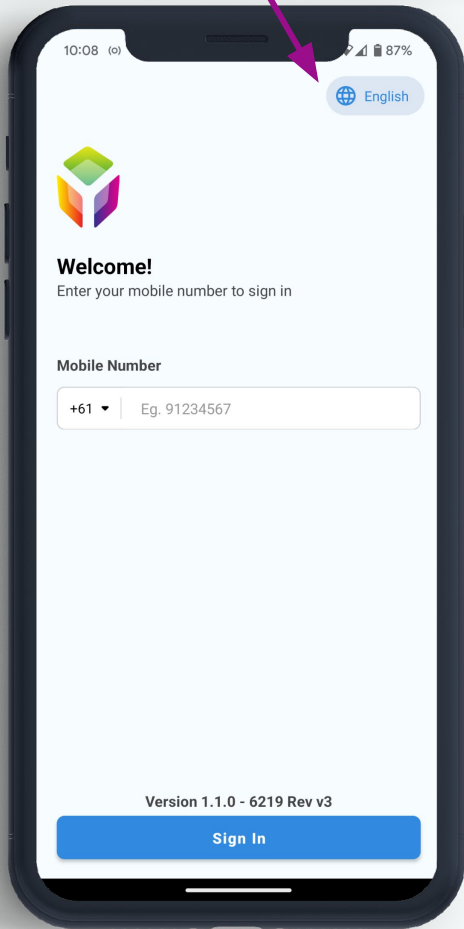 10:08
87%
English
Welcome!
Enter your mobile number to sign in
Mobile Number
+61
Eg. 91234567
Version 1.1.0 - 6219 Rev v3
Sign In